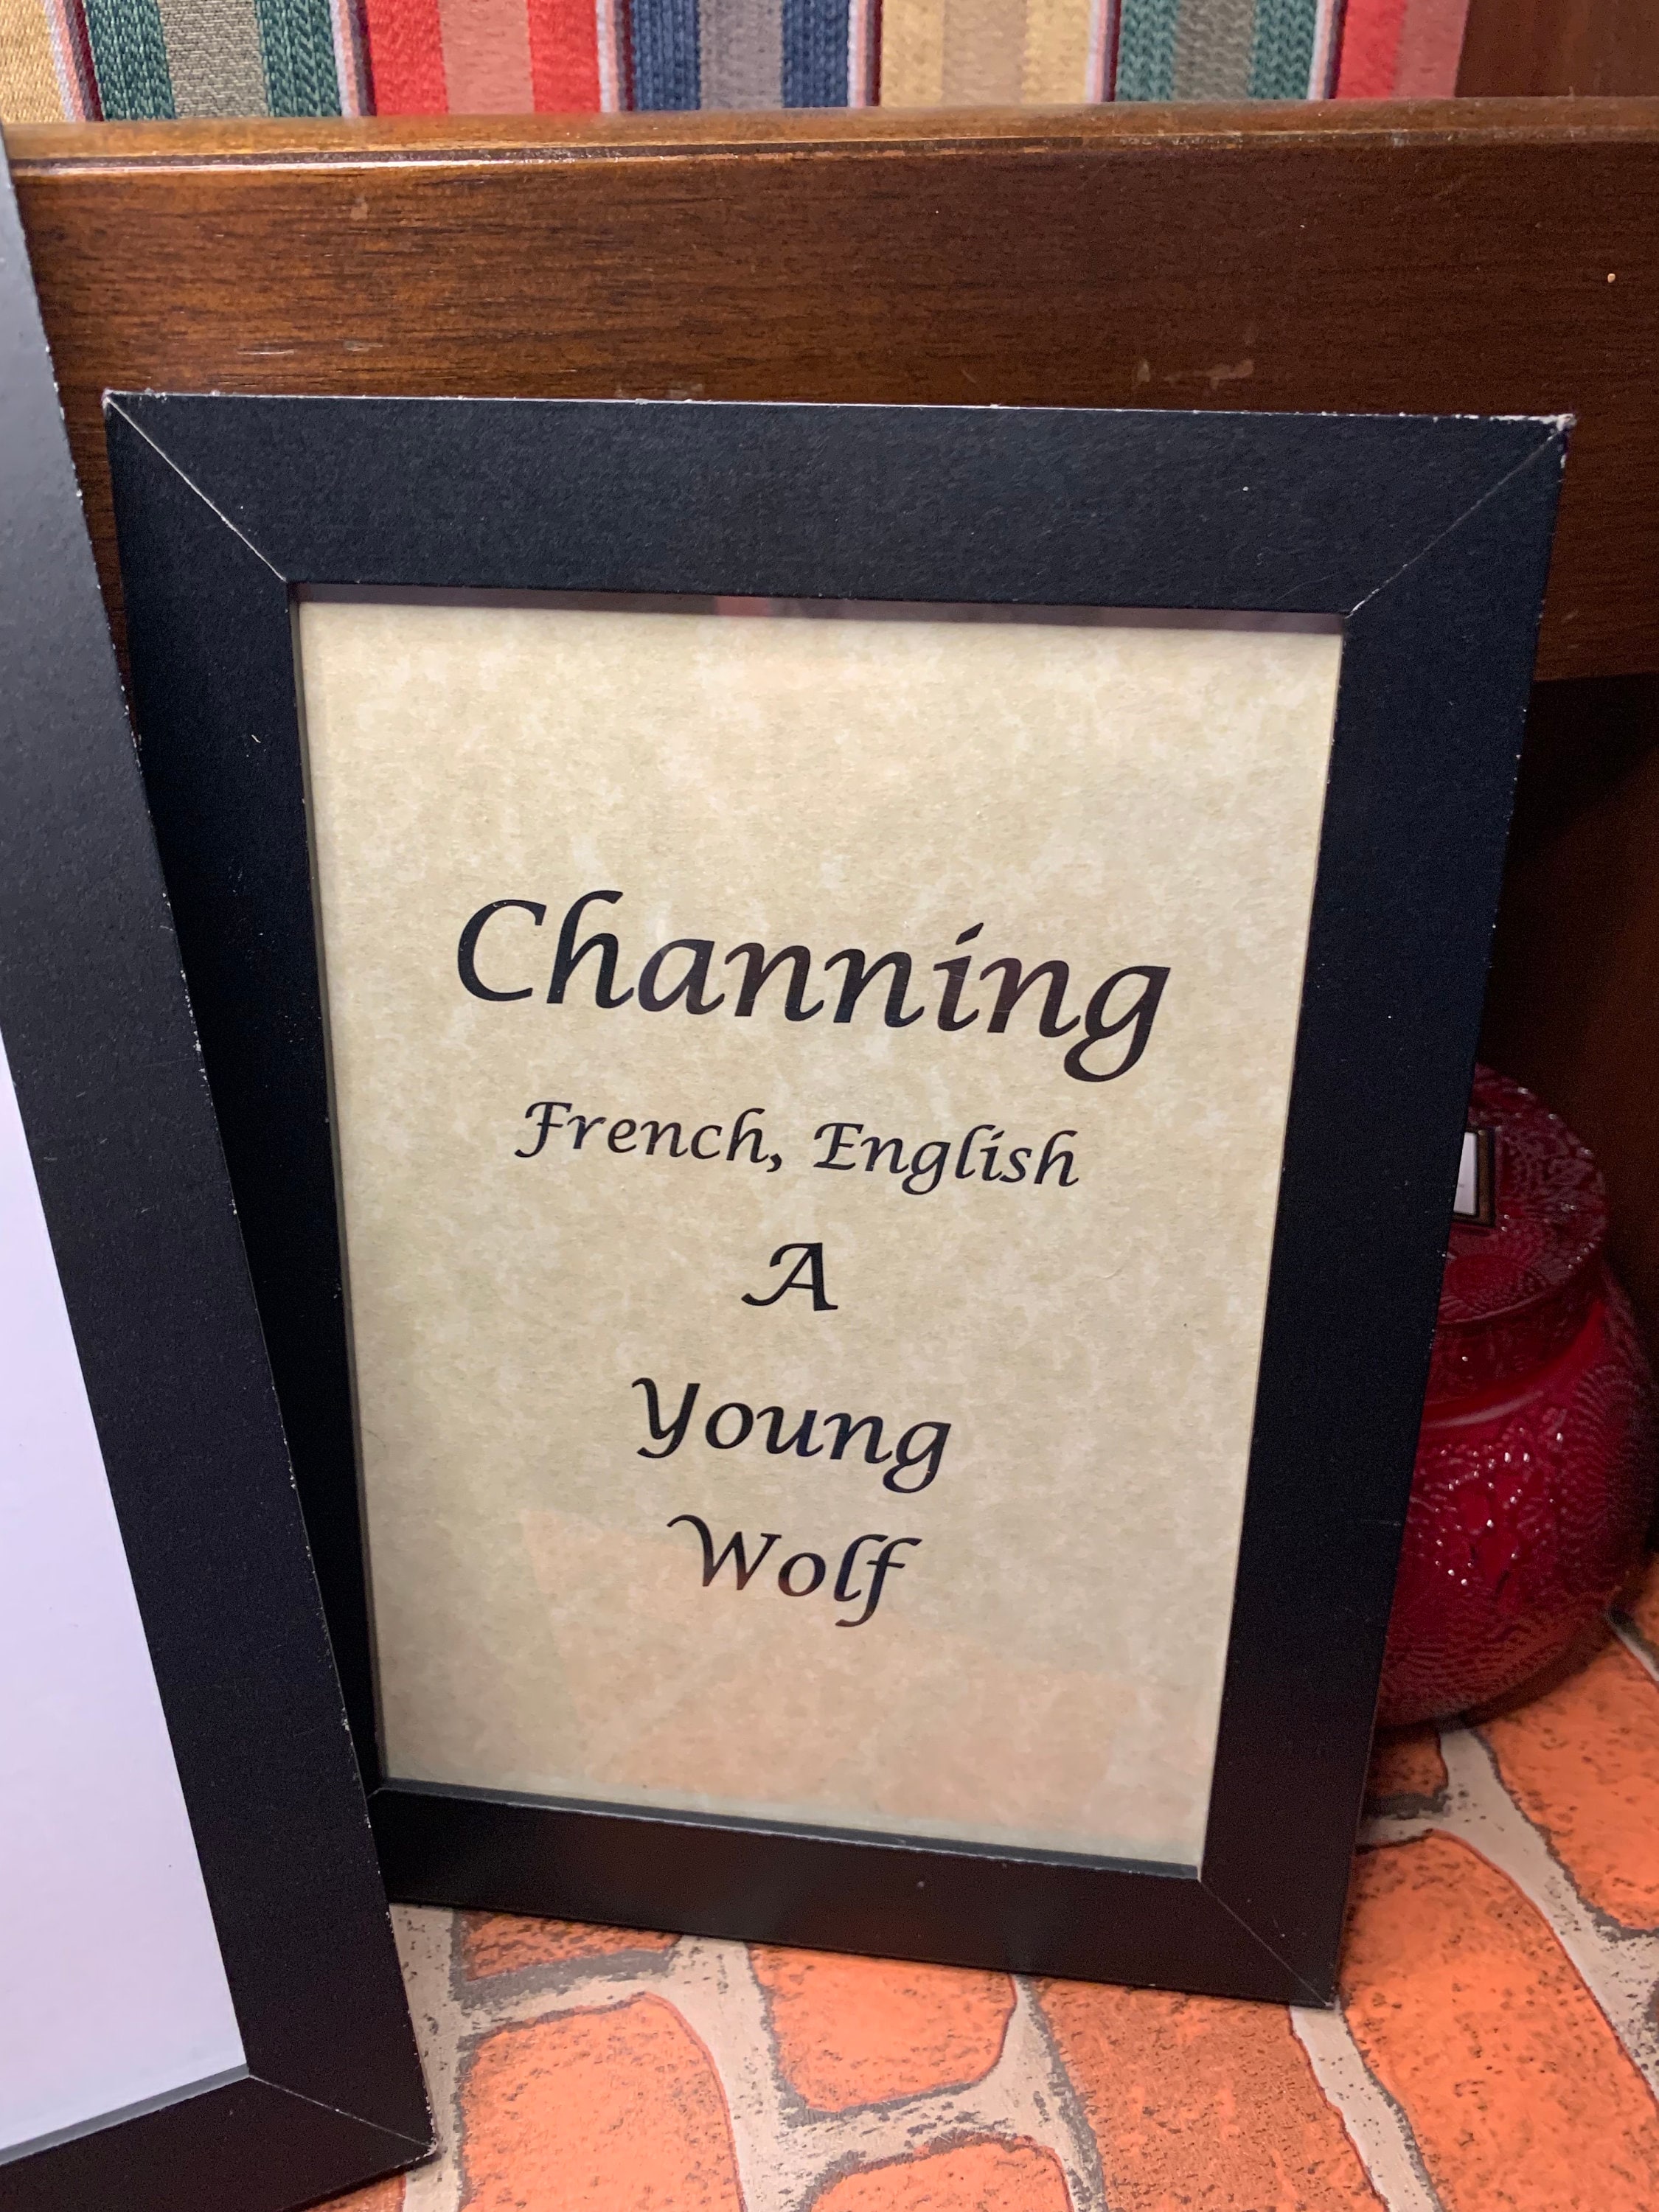 Channing
French, English
A
Young
Wolf